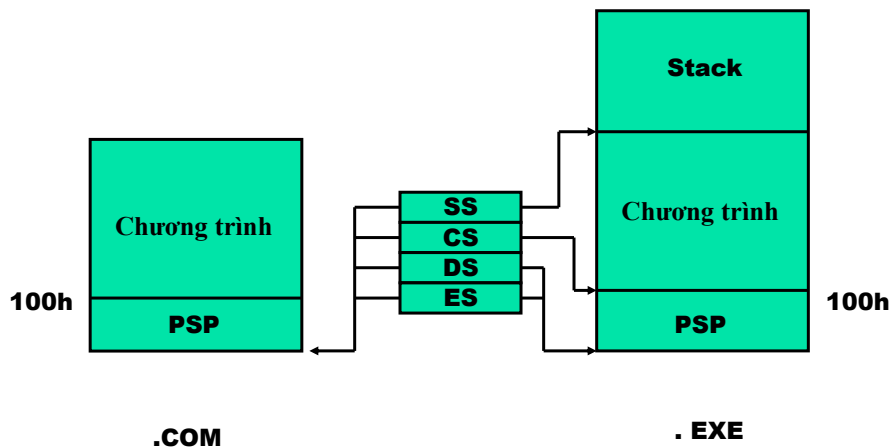 Stack
Chương trình
SS
CS
DS
ES
Chương trình
100h
PSP
PSP
100h
.COM
. EXE